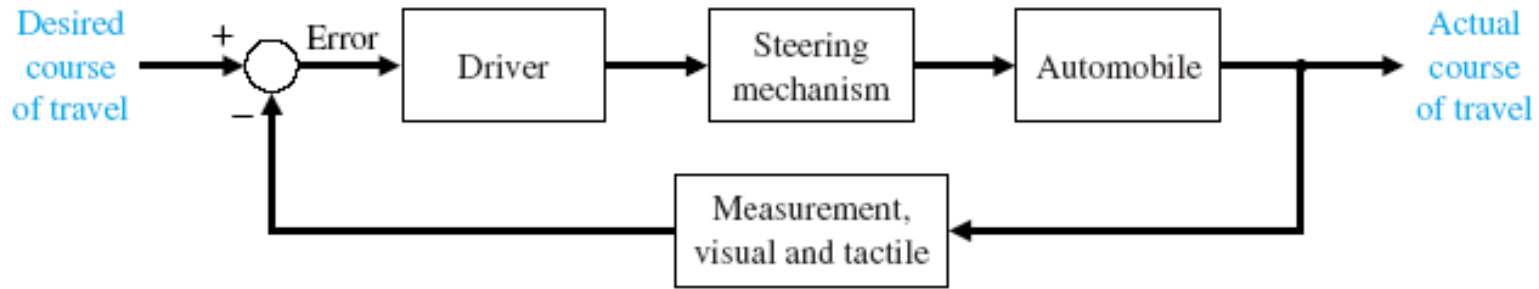 Desired
course
of travel
+
−
Error
Driver
Steering
mechanism
Automobile
Actual
course
of travel
Measurement,
visual and tactile